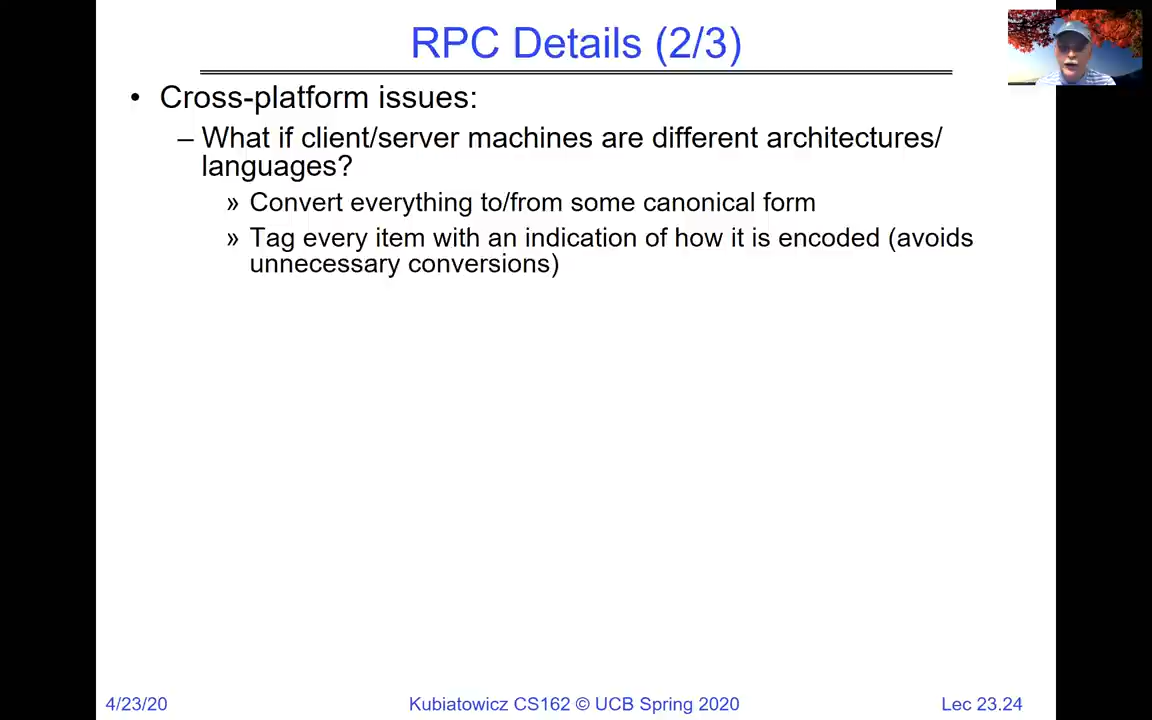 RPC Details (2/3)
• Cross-platform issues:
– What if client/server machines are different architectures/
languages?
» Convert everything to/from some canonical form
» Tag every item with an indication of how it is encoded (avoids
unnecessary conversions)
4/23/20
Kubiatowicz CS162 © UCB Spring 2020
Lec 23.24